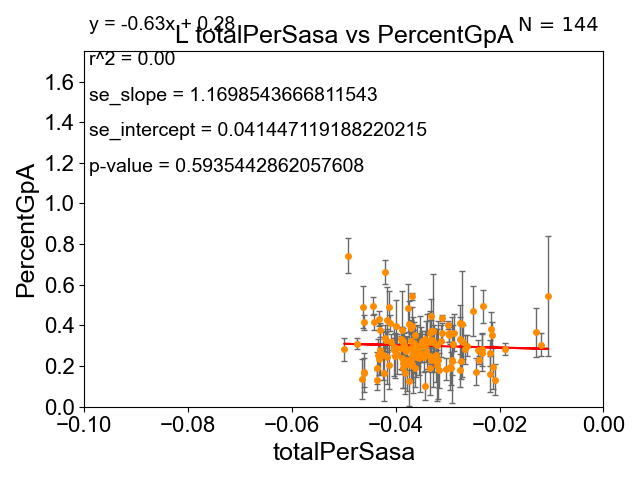 y = -0.63x + 0.28
N = 144
L totalPerSasa vs PercentGpA
r^2 = 0.00
se_slope = 1.1698543666811543
se_intercept = 0.041447119188220215
p-value = 0.5935442862057608
PercentGpA
1.6
1.4
1.2
1.0
0.8
0.6
0.4
0.2
0.0
−0.10
−0.08
−0.06
−0.04
−0.02
0.00
totalPerSasa